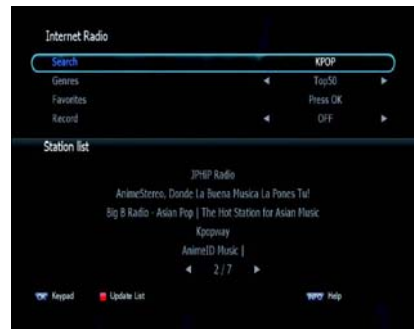 Internet Radio
Search KPOP
Genres Top50
Favorites Press OK
Record OFF
Station list
JPHiP Radio
AnimeStereo, Donde La Buena Musica La Pones Tu!
Big B Radio - Asian Pop | The Hot Station for Asian Music
Kpopway
AnimeID Music |
2 / 7
Keypad Update List INFO Help